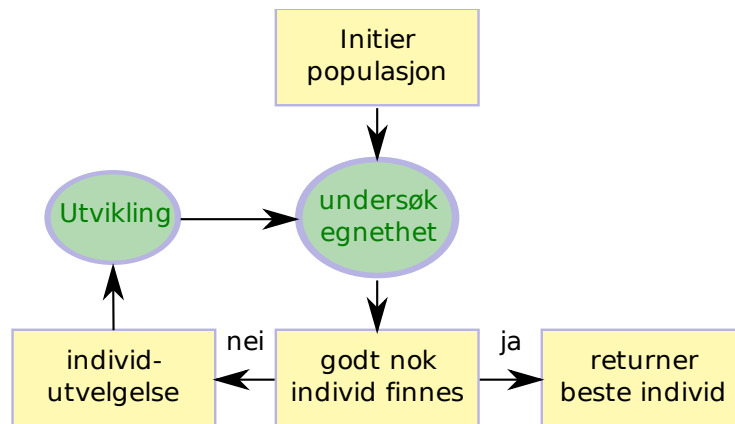 Initier
populasjon
Utvikling
undersøk
egnethet
nei
ja
individ-
utvelgelse
godt nok
individ finnes
returner
beste individ